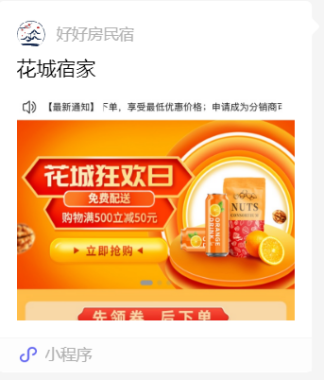 好好房民宿
花城宿家
【最新通知】下单，享受最低优惠价格；申请成为分销商可
花城狂欢日
免费配送
购物满500立减50元
立即抢购
ORANGE
NUTS
先领券 后下单
小程序